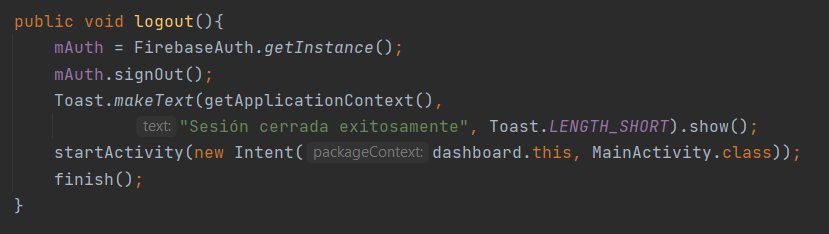 public void logout(){
mAuth = FirebaseAuth.getInstance();
mAuth.signOut();
Toast.makeText(getApplicationContext(),
text: "Sesión cerrada exitosamente", Toast.LENGTH_SHORT).show();
startActivity(new Intent( packageContext: dashboard.this, MainActivity.class));
finish();
}